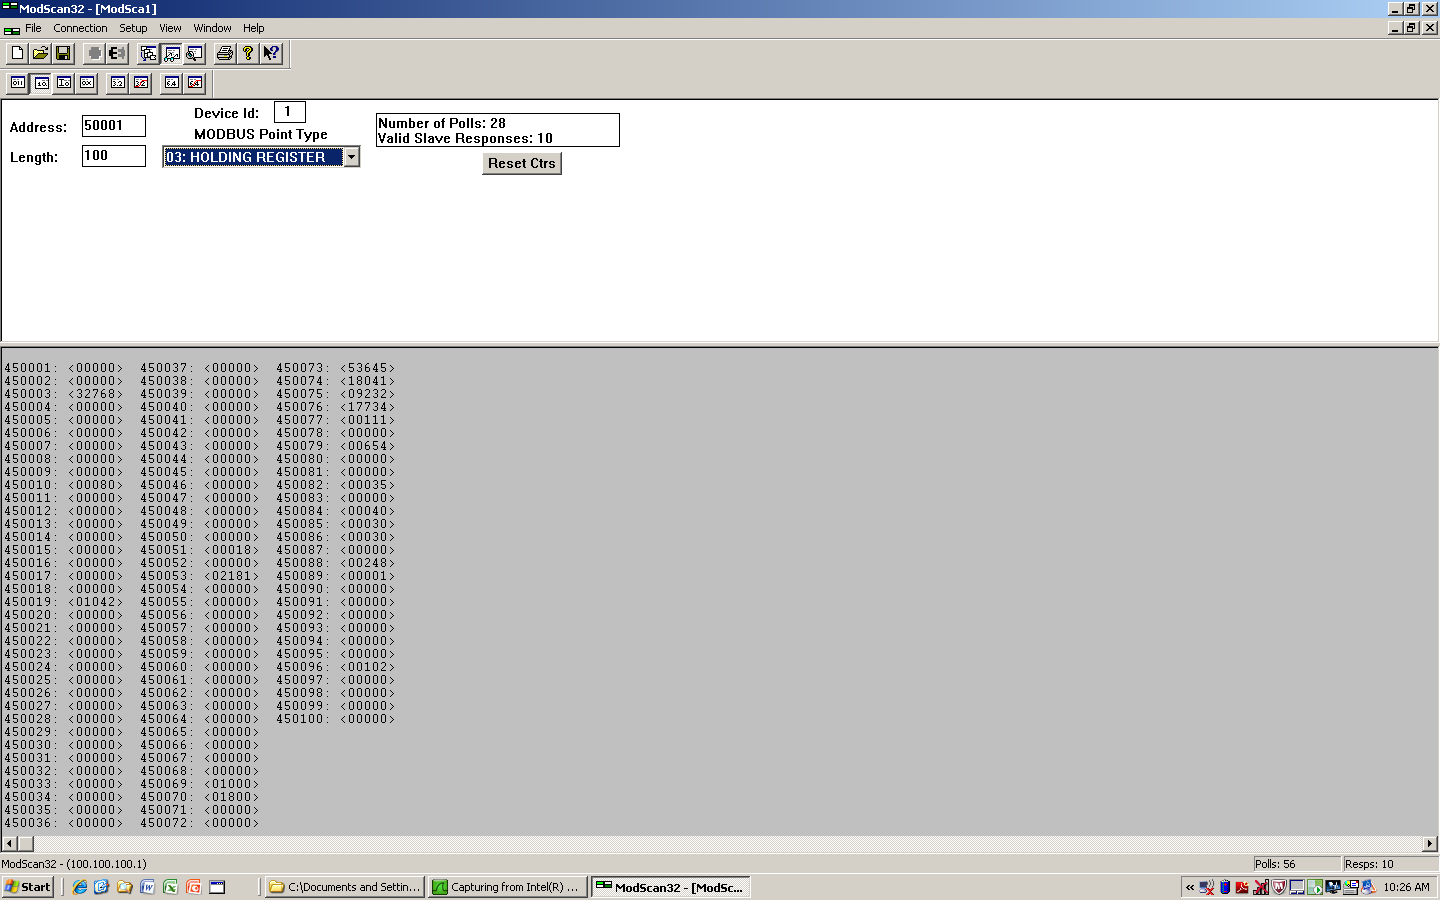 ModScan32 - [ModSca1]
File Connection Setup View Window Help
Address: 50001
Device Id: 1
MODBUS Point Type
Length: 100
03: HOLDING REGISTER
Number of Polls: 28
Valid Slave Responses: 10
Reset Ctrs
450001: <00000> 450037: <00000> 450073: <53645>
450002: <00000> 450038: <00000> 450074: <18041>
450003: <32768> 450039: <00000> 450075: <09232>
450004: <00000> 450040: <00000> 450076: <17734>
450005: <00000> 450041: <00000> 450077: <00111>
450006: <00000> 450042: <00000> 450078: <00000>
450007: <00000> 450043: <00000> 450079: <00654>
450008: <00000> 450044: <00000> 450080: <00000>
450009: <00000> 450045: <00000> 450081: <00000>
450010: <00080> 450046: <00000> 450082: <00035>
450011: <00000> 450047: <00000> 450083: <00000>
450012: <00000> 450048: <00000> 450084: <00040>
450013: <00000> 450049: <00000> 450085: <00030>
450014: <00000> 450050: <00000> 450086: <00030>
450015: <00000> 450051: <00018> 450087: <00000>
450016: <00000> 450052: <00000> 450088: <00248>
450017: <00000> 450053: <02181> 450089: <00001>
450018: <00000> 450054: <00000> 450090: <00000>
450019: <01042> 450055: <00000> 450091: <00000>
450020: <00000> 450056: <00000> 450092: <00000>
450021: <00000> 450057: <00000> 450093: <00000>
450022: <00000> 450058: <00000> 450094: <00000>
450023: <00000> 450059: <00000> 450095: <00000>
450024: <00000> 450060: <00000> 450096: <00102>
450025: <00000> 450061: <00000> 450097: <00000>
450026: <00000> 450062: <00000> 450098: <00000>
450027: <00000> 450063: <00000> 450099: <00000>
450028: <00000> 450064: <00000> 450100: <00000>
450029: <00000> 450065: <00000>
450030: <00000> 450066: <00000>
450031: <00000> 450067: <00000>
450032: <00000> 450068: <00000>
450033: <00000> 450069: <01000>
450034: <00000> 450070: <01800>
450035: <00000> 450071: <00000>
450036: <00000> 450072: <00000>
ModScan32 - (100.100.100.1)
Polls: 56
Resps: 10
Start
C:\Documents and Settin...
Capturing from Intel(R) ...
ModScan32 - [ModSc...
10:26 AM